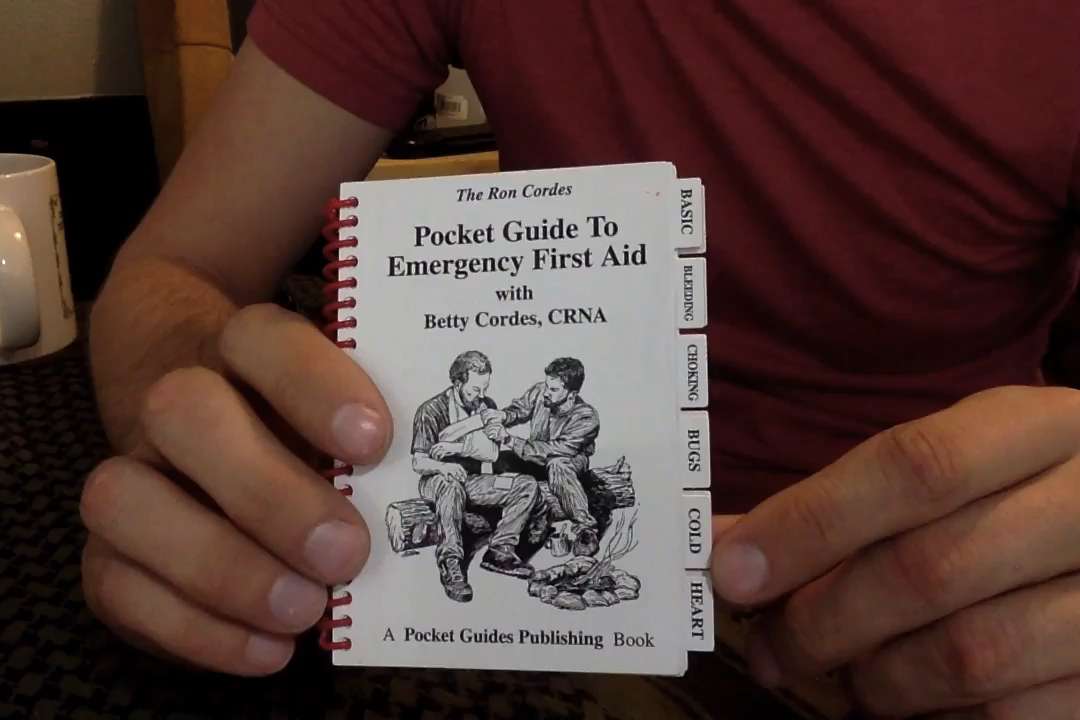 The Ron Cordes
Pocket Guide To
Emergency First Aid
with
Betty Cordes, CRNA
A Pocket Guides Publishing Book
BASIC
BLEEDING
CHOKING
BUGS
COLD
HEART